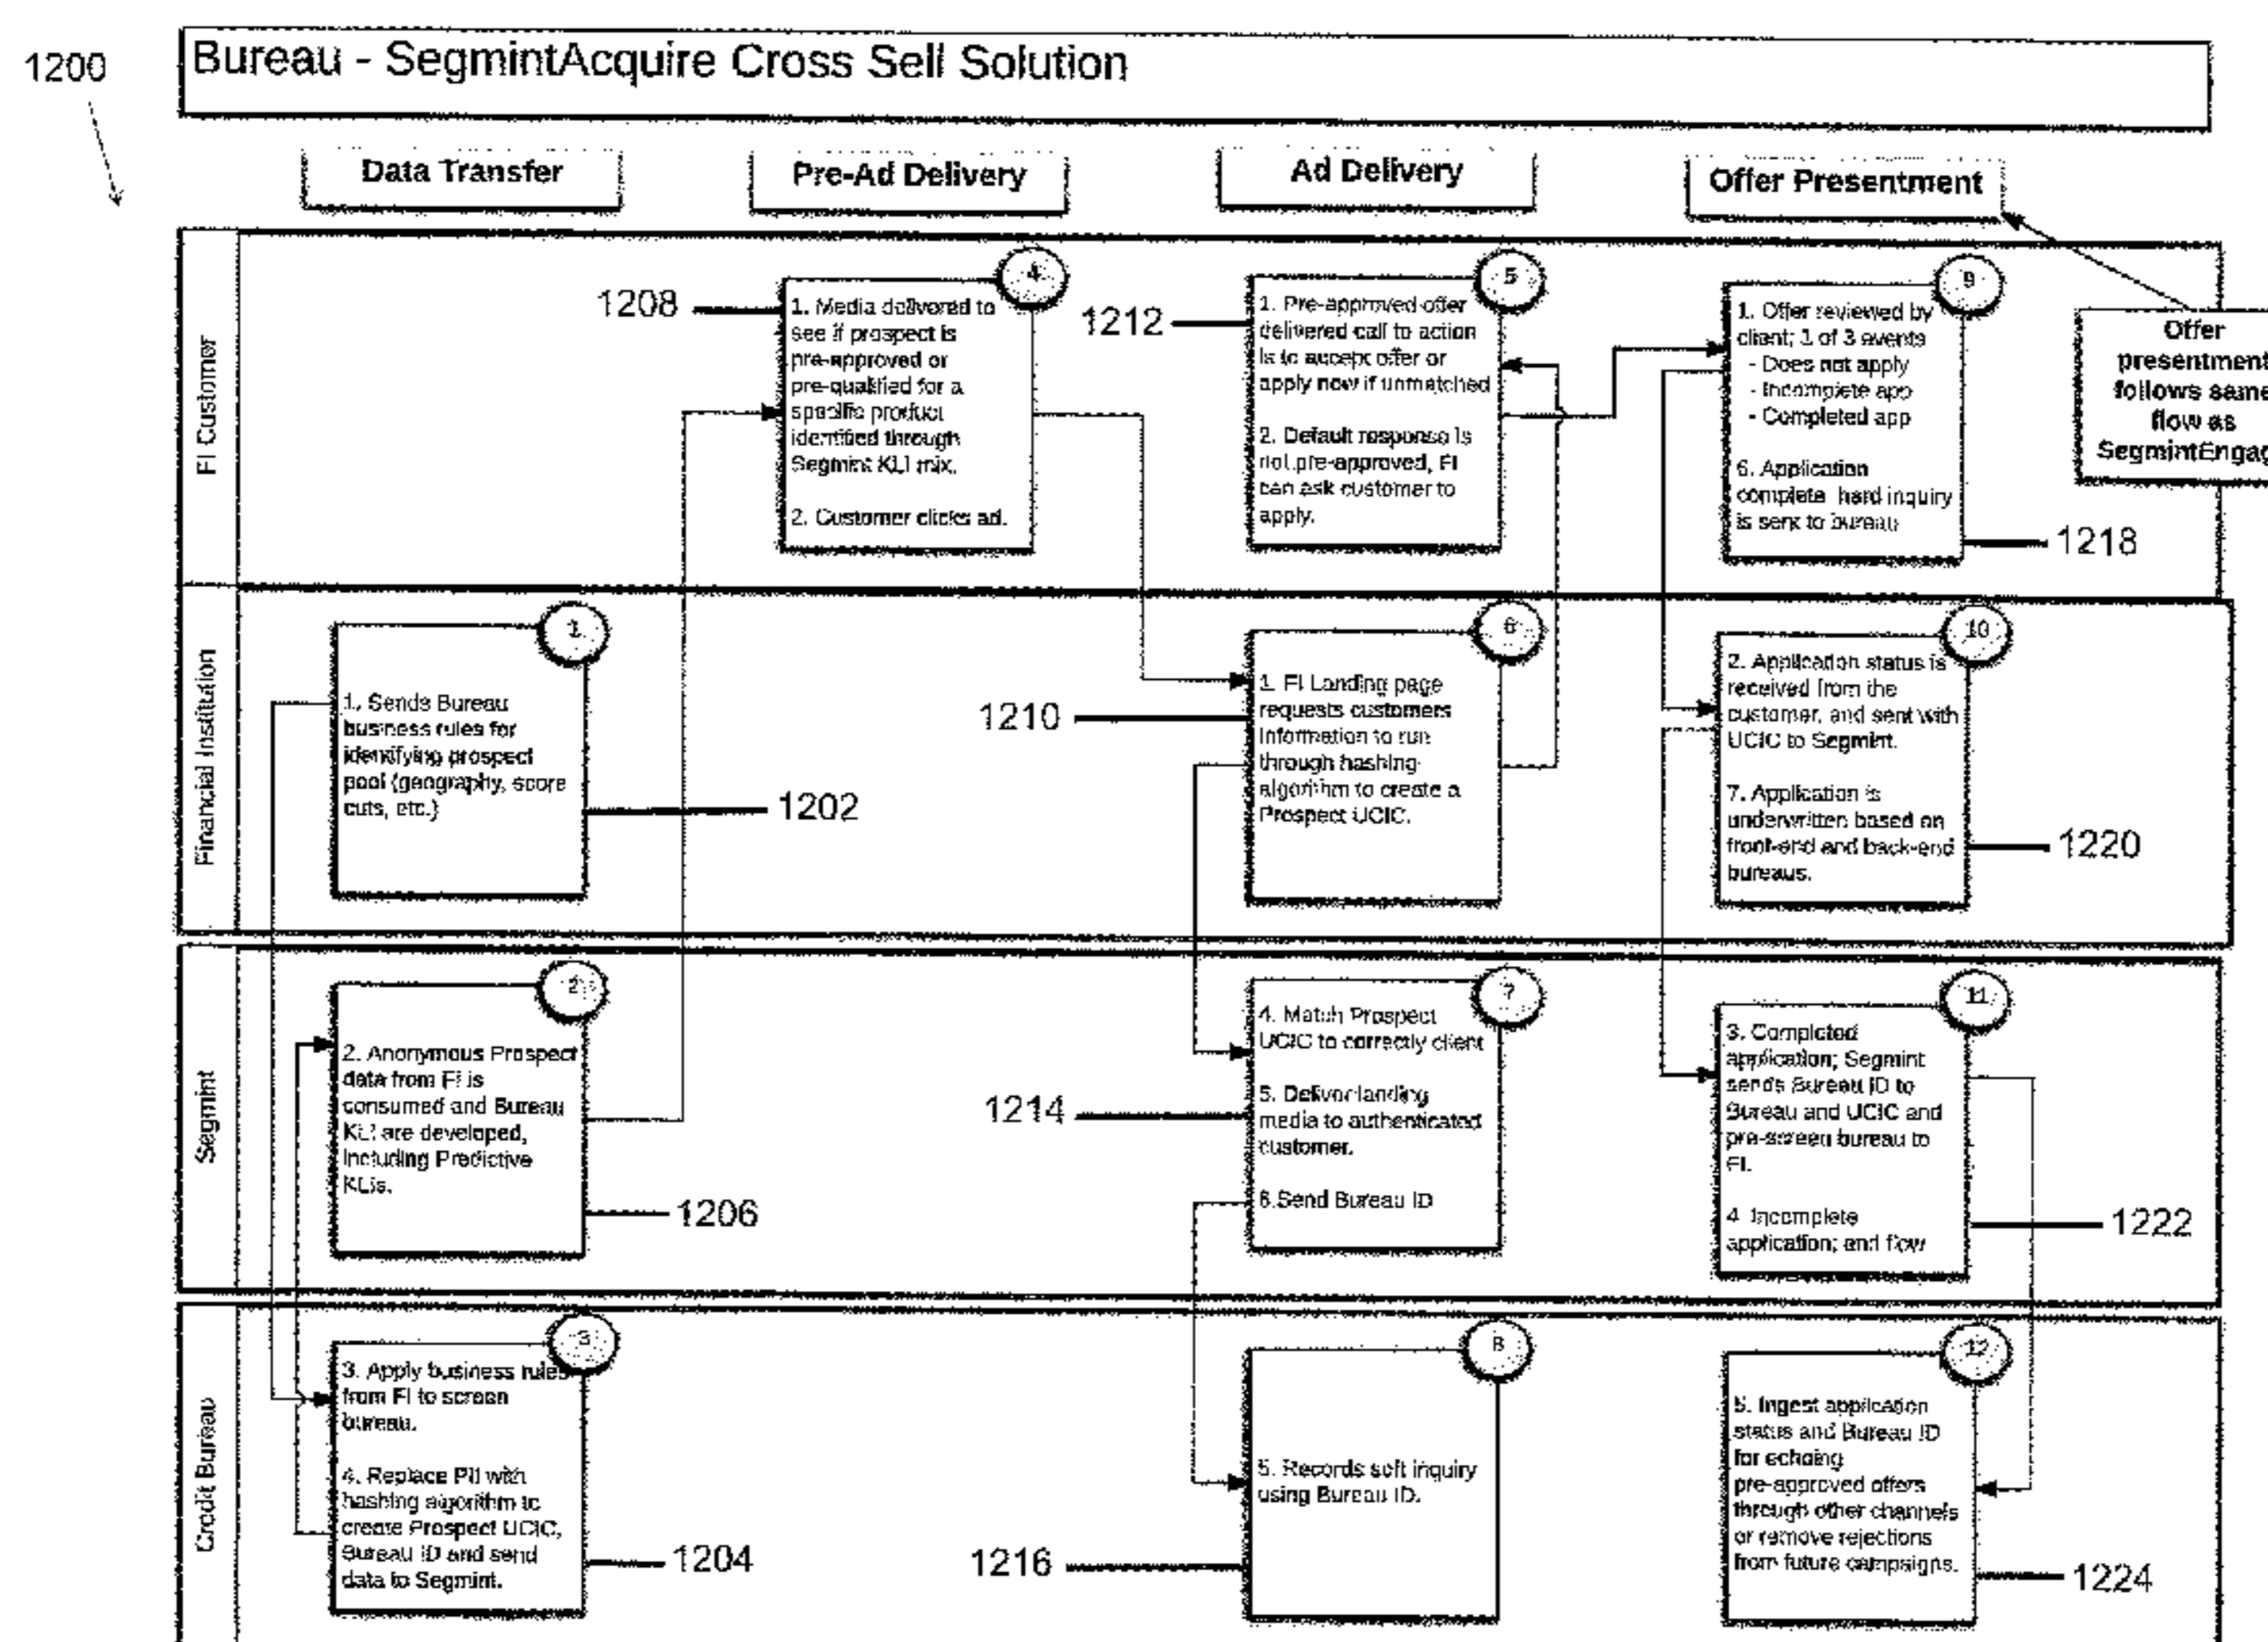 1200
Bureau - SegmintAcquire Cross Sell Solution
Data Transfer
Pre-Ad Delivery
Ad Delivery
Offer Presentment
FI Customer
1208
4
1. Media delivered to
see if prospect is
pre-approved or
pre-qualified for a
specific product
identified through
Segmint KLI mix.
2. Customer clicks ad.
1212
5
1. Pre-approved offer
delivered call to action
is to accept offer or
apply now if unmatched
2. Default response is
not pre-approved, FI
can ask customer to
apply.
9
1. Offer reviewed by
client; 1 of 3 events
- Does not apply
- Incomplete app
- Completed app
6. Application
complete hard inquiry
is sent to bureau
1218
Offer
presentment
follows same
flow as
SegmintEngag
Financial Institution
1
1. Sends Bureau
business rules for
identifying prospect
pool (geography, score
cuts, etc.)
1202
1210
6
1. FI Landing page
requests customers
information to run
through hashing
algorithm to create a
Prospect UCIC.
10
2. Application status is
received from the
customer, and sent with
UCIC to Segmint.
7. Application is
underwritten based on
front-end and back-end
bureaus.
1220
Segmint
2
2. Anonymous Prospect
data from FI is
consumed and Bureau
KLI are developed,
including Predictive
KLIs.
1206
1214
7
4. Match Prospect
UCIC to correctly client
5. Deliver landing
media to authenticated
customer.
6.Send Bureau ID
11
3. Completed
application; Segmint
sends Bureau ID to
Bureau and UCIC and
pre-screen bureau to
FI.
4. Incomplete
application; end flow
1222
Credit Bureau
3
3. Apply business rules
from FI to screen
bureau.
4. Replace PII with
hashing algorithm to
create Prospect UCIC,
Bureau ID and send
data to Segmint.
1204
1216
8
5. Records soft inquiry
using Bureau ID.
12
5. Ingest application
status and Bureau ID
for echoing
pre-approved offers
through other channels
or remove rejections
from future campaigns.
1224